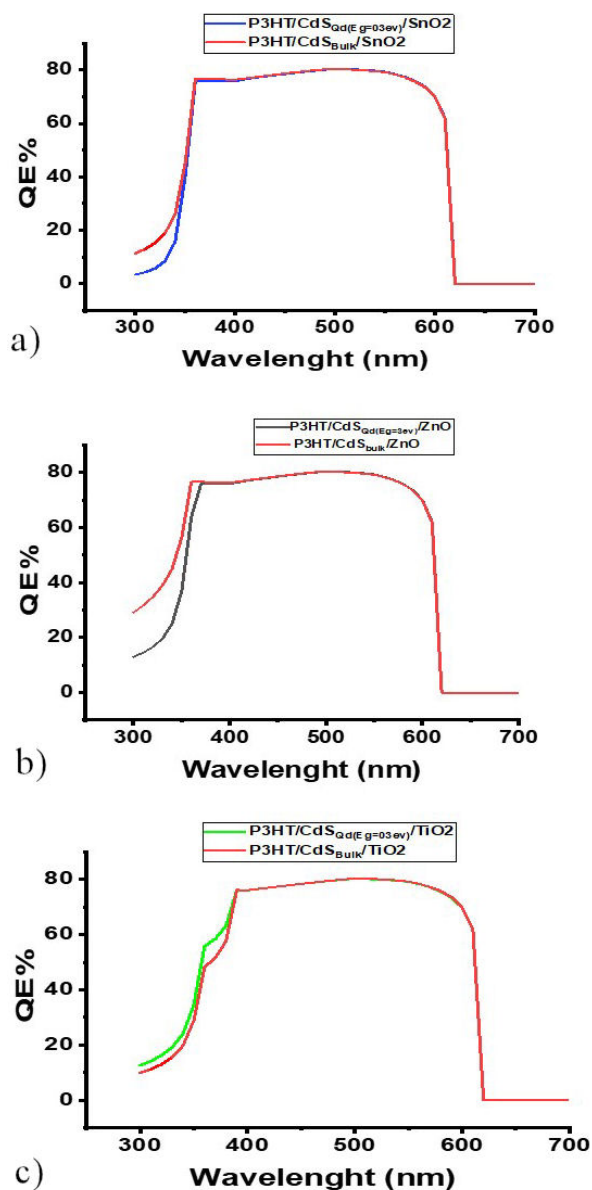 P3HT/CdSQd(Eg=03ev)/SnO2
P3HT/CdSBulk/SnO2
80
60
40
20
0
QE%
300 400 500 600 700
Wavelenght (nm)
a)
P3HT/CdSQd(Eg=3ev)/ZnO
P3HT/CdSbulk/ZnO
80
60
40
20
0
QE%
300 400 500 600 700
Wavelenght (nm)
b)
P3HT/CdSQd(Eg=03ev)/TiO2
P3HT/CdSBulk/TiO2
80
60
40
20
0
QE%
300 400 500 600 700
Wavelenght (nm)
c)